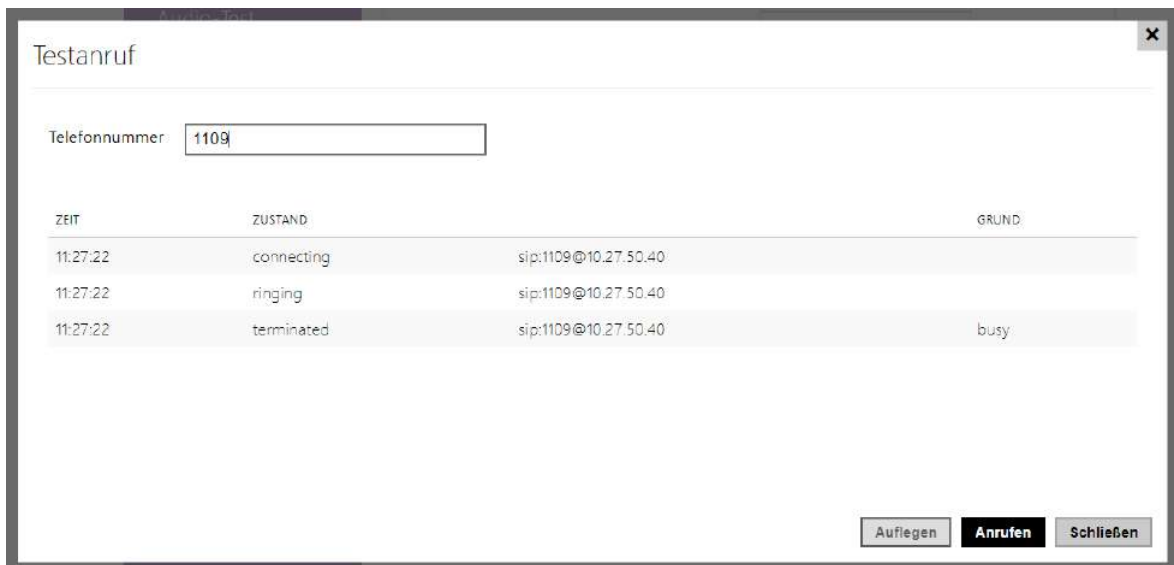 Audio-Test
Testanruf
Telefonnummer 1109
ZEIT ZUSTAND GRUND
11:27:22 connecting sip:1109@10.27.50.40
11:27:22 ringing sip:1109@10.27.50.40
11:27:22 terminated sip:1109@10.27.50.40 busy
Auflegen Anrufen Schließen